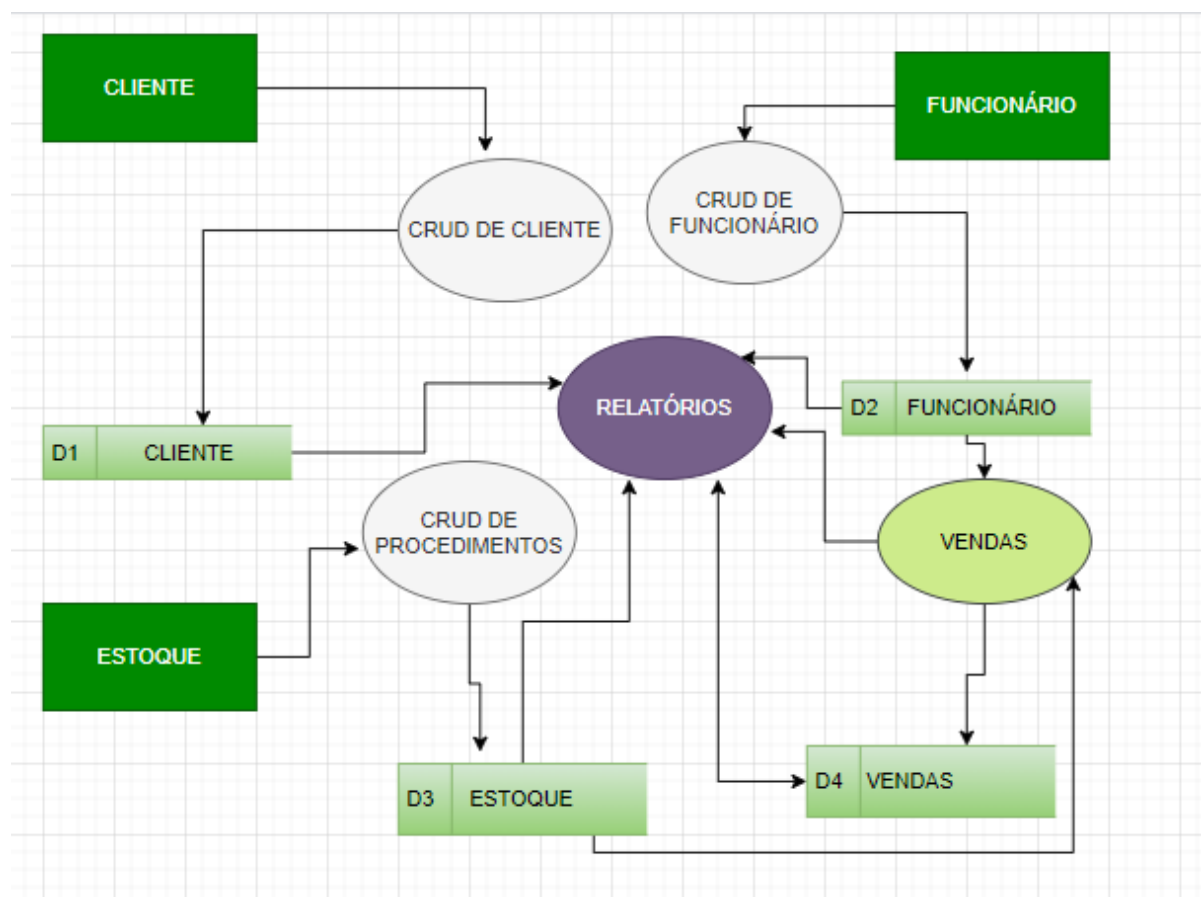 CLIENTE
FUNCIONÁRIO
CRUD DE CLIENTE
CRUD DE
FUNCIONÁRIO
RELATÓRIOS
D2 FUNCIONÁRIO
D1 CLIENTE
CRUD DE
PROCEDIMENTOS
VENDAS
ESTOQUE
D3 ESTOQUE
D4 VENDAS